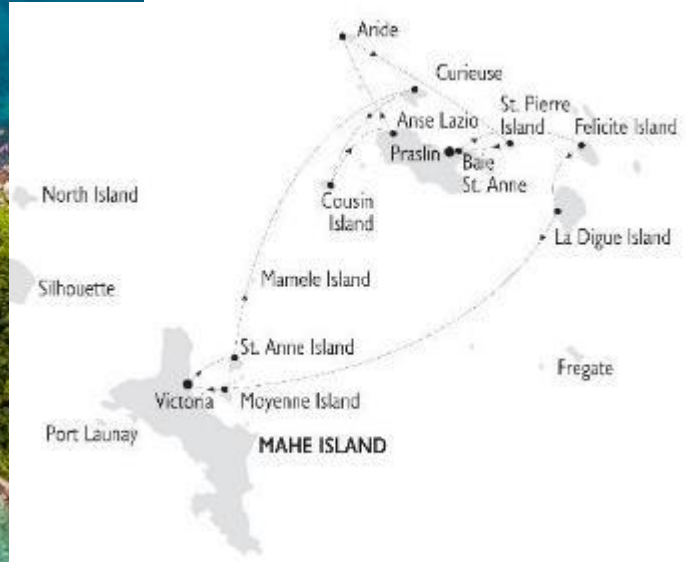 Aride
Curieuse
St. Pierre
Island
Anse Lazio
Felicite Island
Praslin
Baie
St. Anne
North Island
Cousin
Island
La Digue Island
Silhouette
Mamele Island
St. Anne Island
Fregate
Victoria
Moyenne Island
Port Launay
MAHE ISLAND